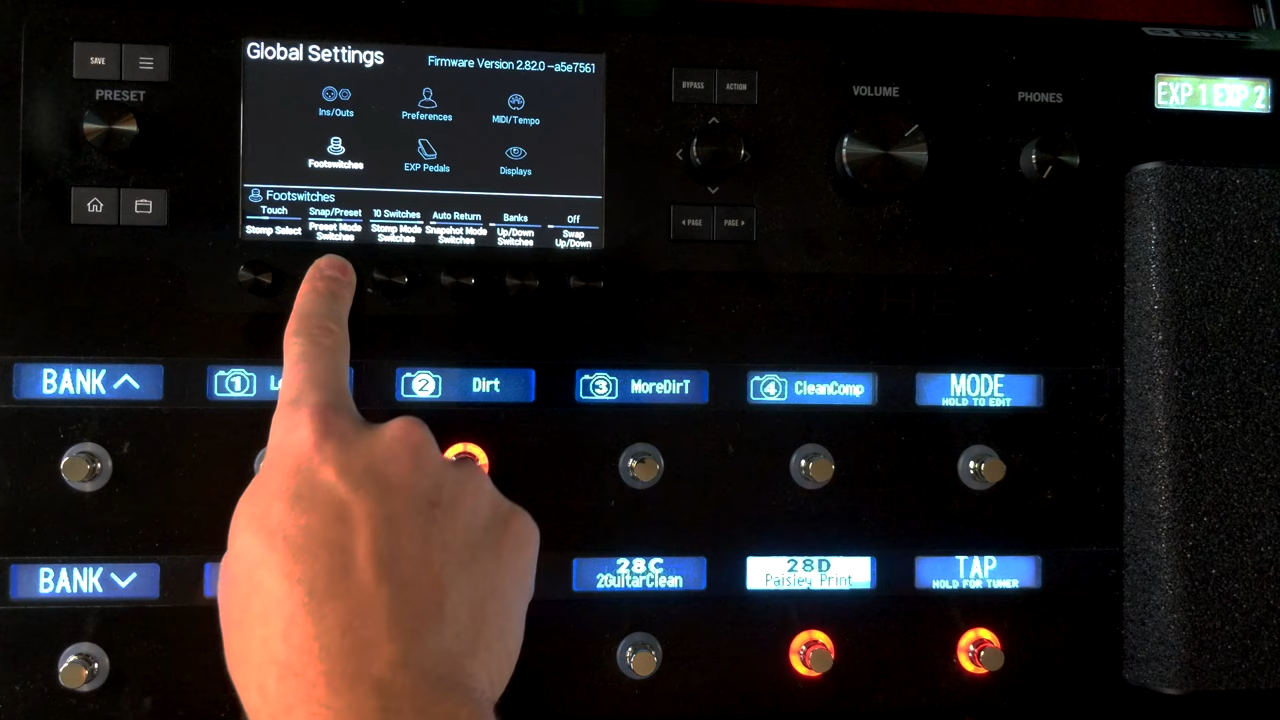 SAVE
PRESET
Global Settings
Firmware Version 2.82.0 -a5e7561
Ins/Outs
Preferences
MIDI/Tempo
Footswitches
EXP Pedals
Displays
Footswitches
Touch
Snap/Preset
10 Switches
Auto Return
Banks
Off
Stomp Select
Preset Mode
Switches
Stomp Mode
Switches
Snapshot Mode
Switches
Up/Down
Switches
Swap
Up/Down
BYPASS
ACTION
PAGE
PAGE
VOLUME
PHONES
EXP 1 EXP 2
BANK
1
2 Dirt
3 MoreDirT
4 CleanComp
MODE
HOLD TO EDIT
BANK
28C
2GuitarClean
28D
Paisley Print
TAP
HOLD FOR TUNER